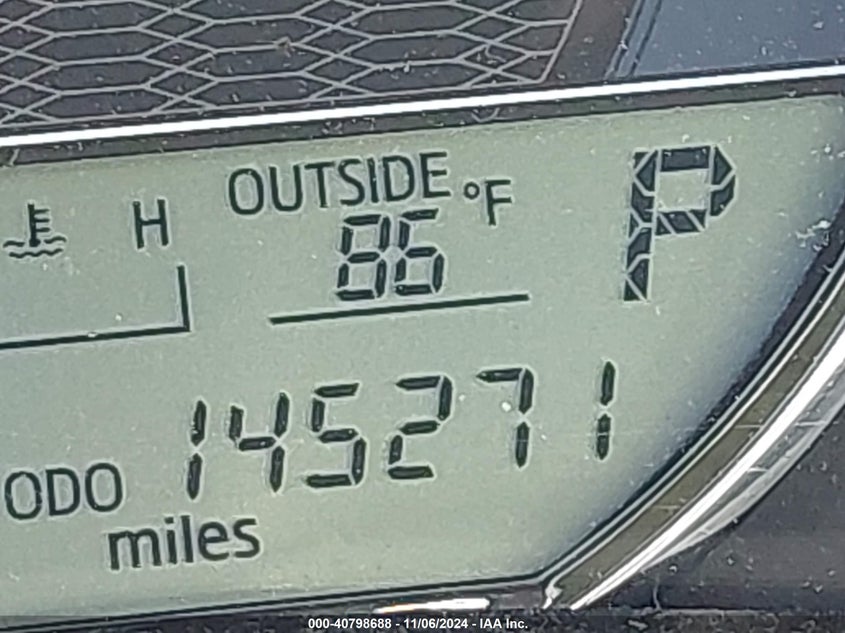 OUTSIDE °F
H
86
P
145271
ODO
miles
000-40798688 - 11/06/2024 - IAA Inc.